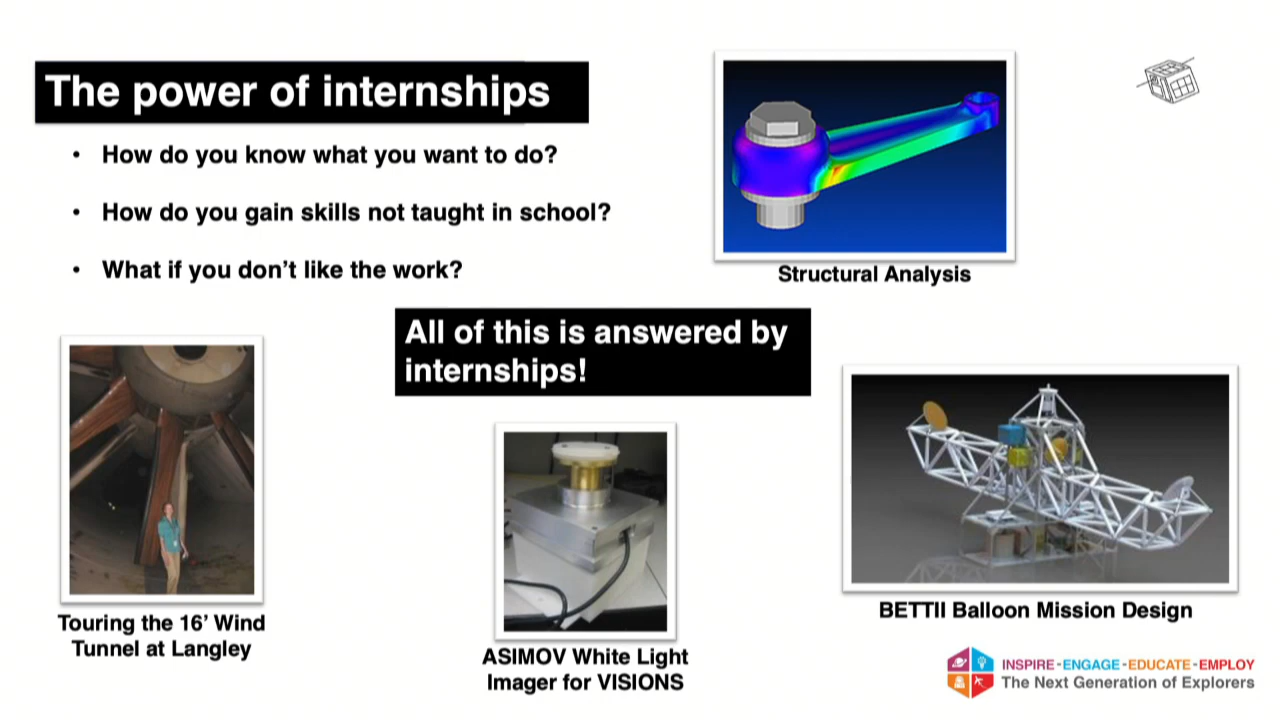 The power of internships
• How do you know what you want to do?
• How do you gain skills not taught in school?
• What if you don’t like the work?
Structural Analysis
All of this is answered by
internships!
Touring the 16’ Wind
Tunnel at Langley
ASIMOV White Light
Imager for VISIONS
BETTII Balloon Mission Design
INSPIRE - ENGAGE - EDUCATE - EMPLOY
The Next Generation of Explorers